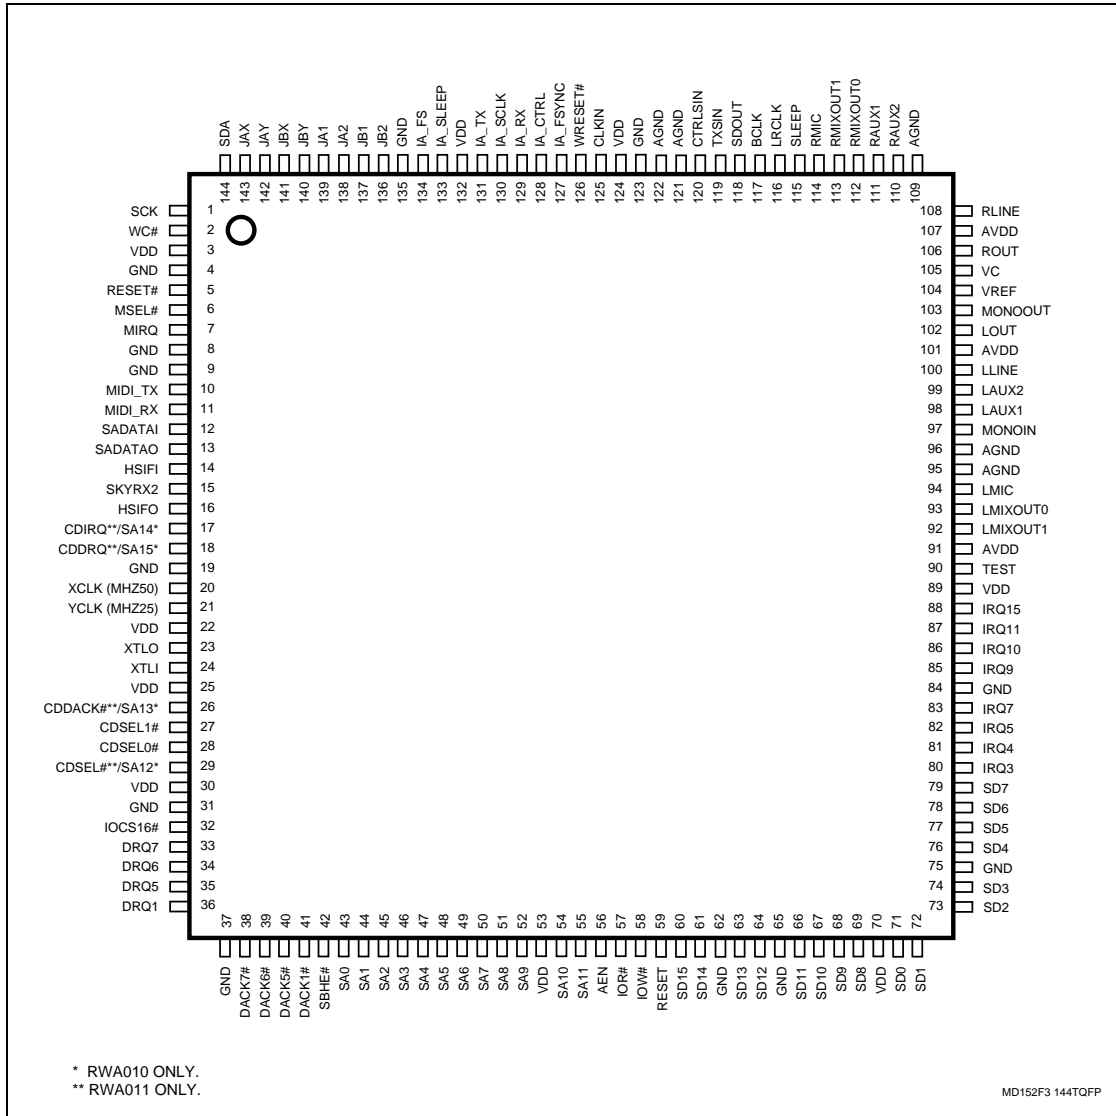 SDA JAX JAY JBX JBY JA1 JA2 JB1 JB2 GND IA_FS IA_SLEEP VDD IA_TX IA_SCLK IA_RX IA_CTRL IA_FSYNC WRESET# CLKIN VDD GND AGND AGND CTRLSIN TXSIN SDOUT BCLK LRCLK SLEEP RMIC RMIXOUT1 RMIXOUT0 RAUX1 RAUX2 AGND
144 143 142 141 140 139 138 137 136 135 134 133 132 131 130 129 128 127 126 125 124 123 122 121 120 119 118 117 116 115 114 113 112 111 110 109
SCK 1 108 RLINE
WC# 2 107 AVDD
VDD 3 106 ROUT
GND 4 105 VC
RESET# 5 104 VREF
MSEL# 6 103 MONOOUT
MIRQ 7 102 LOUT
GND 8 101 AVDD
GND 9 100 LLINE
MIDI_TX 10 99 LAUX2
MIDI_RX 11 98 LAUX1
SADATAI 12 97 MONOIN
SADATAO 13 96 AGND
HSIFI 14 95 AGND
SKYRX2 15 94 LMIC
HSIFO 16 93 LMIXOUT0
CDIRQ**/SA14* 17 92 LMIXOUT1
CDDRQ**/SA15* 18 91 AVDD
GND 19 90 TEST
XCLK (MHZ50) 20 89 VDD
YCLK (MHZ25) 21 88 IRQ15
VDD 22 87 IRQ11
XTLO 23 86 IRQ10
XTLI 24 85 IRQ9
VDD 25 84 GND
CDDACK#**/SA13* 26 83 IRQ7
CDSEL1# 27 82 IRQ5
CDSEL0# 28 81 IRQ4
CDSEL#**/SA12* 29 80 IRQ3
VDD 30 79 SD7
GND 31 78 SD6
IOCS16# 32 77 SD5
DRQ7 33 76 SD4
DRQ6 34 75 GND
DRQ5 35 74 SD3
DRQ1 36 73 SD2
37 38 39 40 41 42 43 44 45 46 47 48 49 50 51 52 53 54 55 56 57 58 59 60 61 62 63 64 65 66 67 68 69 70 71 72
GND DACK7# DACK6# DACK5# DACK1# SBHE# SA0 SA1 SA2 SA3 SA4 SA5 SA6 SA7 SA8 SA9 VDD SA10 SA11 AEN IOR# IOW# RESET SD15 SD14 GND SD13 SD12 GND SD11 SD10 SD9 SD8 VDD SD0 SD1
* RWA010 ONLY.
** RWA011 ONLY.
MD152F3 144TQFP